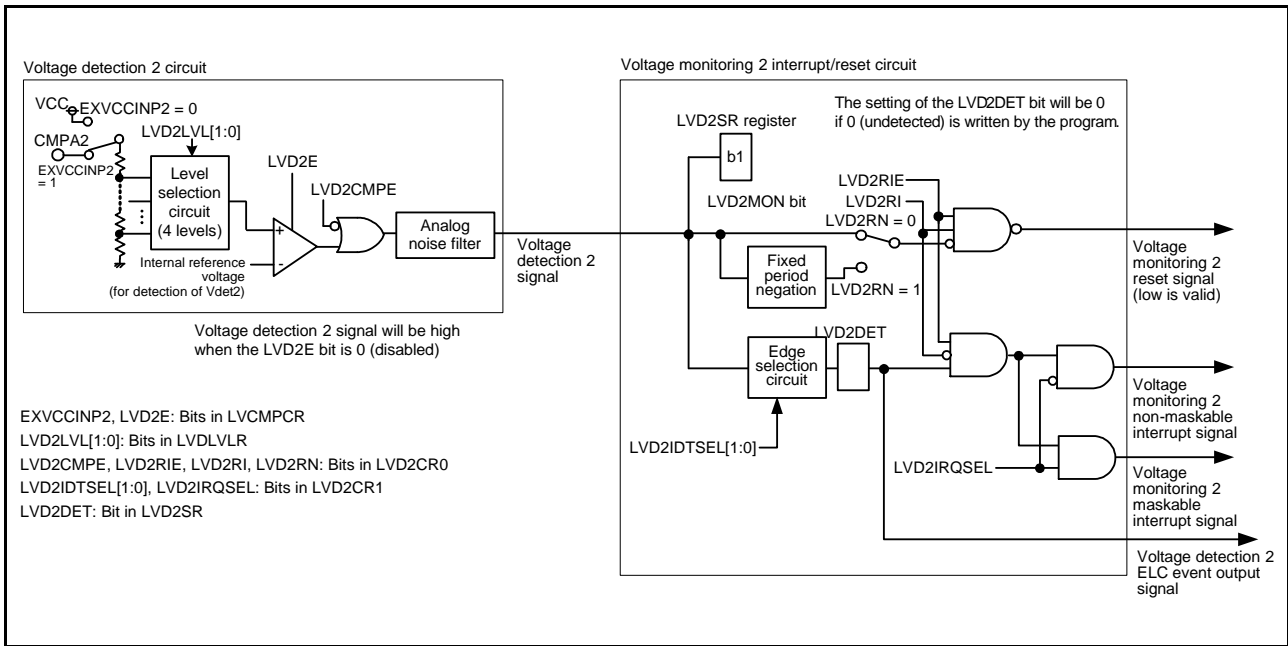 Voltage detection 2 circuit
VCC
EXVCCINP2 = 0
CMPA2
LVD2LVL[1:0]
EXVCCINP2
= 1
Level
selection
circuit
(4 levels)
LVD2E
LVD2CMPE
+
-
Internal reference
voltage
(for detection of Vdet2)
Analog
noise filter
Voltage
detection 2
signal
Voltage detection 2 signal will be high
when the LVD2E bit is 0 (disabled)
Voltage monitoring 2 interrupt/reset circuit
The setting of the LVD2DET bit will be 0
if 0 (undetected) is written by the program.
LVD2SR register
b1
LVD2MON bit
LVD2RIE
LVD2RI
LVD2RN = 0
Fixed
period
negation
LVD2RN = 1
LVD2DET
Edge
selection
circuit
LVD2IDTSEL[1:0]
LVD2IRQSEL
Voltage
monitoring 2
reset signal
(low is valid)
Voltage
monitoring 2
non-maskable
interrupt signal
Voltage
monitoring 2
maskable
interrupt signal
Voltage detection 2
ELC event output
signal
EXVCCINP2, LVD2E: Bits in LVCMPCR
LVD2LVL[1:0]: Bits in LVDLVLR
LVD2CMPE, LVD2RIE, LVD2RI, LVD2RN: Bits in LVD2CR0
LVD2IDTSEL[1:0], LVD2IRQSEL: Bits in LVD2CR1
LVD2DET: Bit in LVD2SR